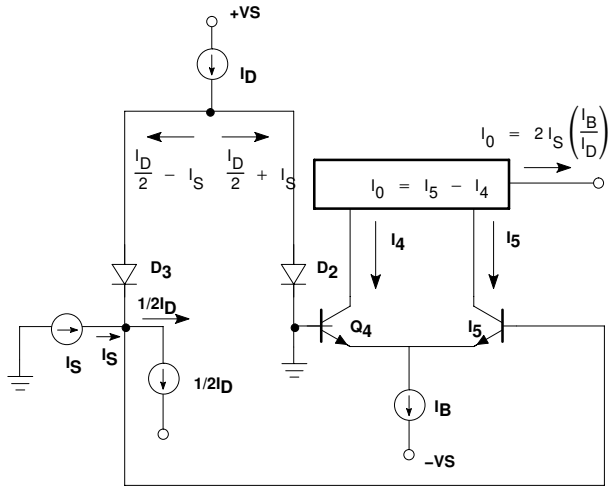 +VS
I_D
I_D/2 − I_S
I_D/2 + I_S
I_0 = 2 I_S (I_B/I_D)
I_0 = I_5 − I_4
I_4
I_5
D_3
D_2
1/2I_D
Q_4
I_5
I_S
I_S
1/2I_D
I_B
−VS